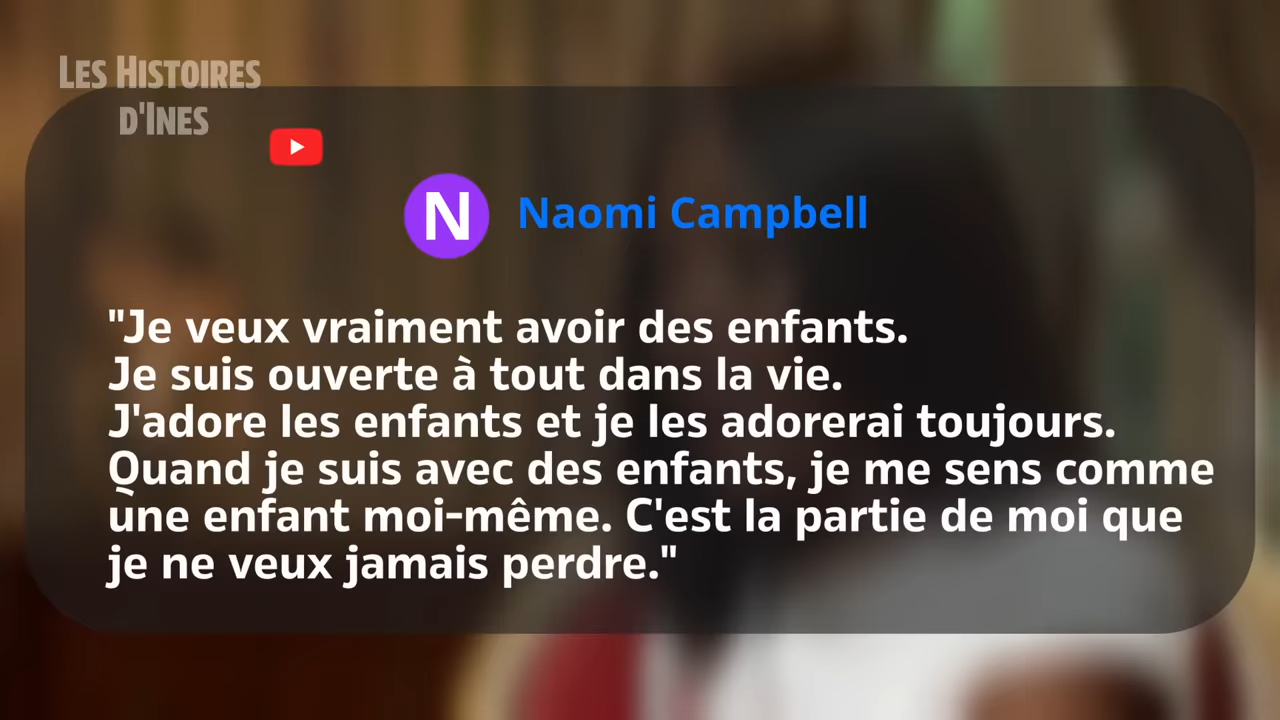 Les Histoires
d'Ines
N Naomi Campbell
"Je veux vraiment avoir des enfants.
Je suis ouverte à tout dans la vie.
J'adore les enfants et je les adorerai toujours.
Quand je suis avec des enfants, je me sens comme
une enfant moi-même. C'est la partie de moi que
je ne veux jamais perdre."